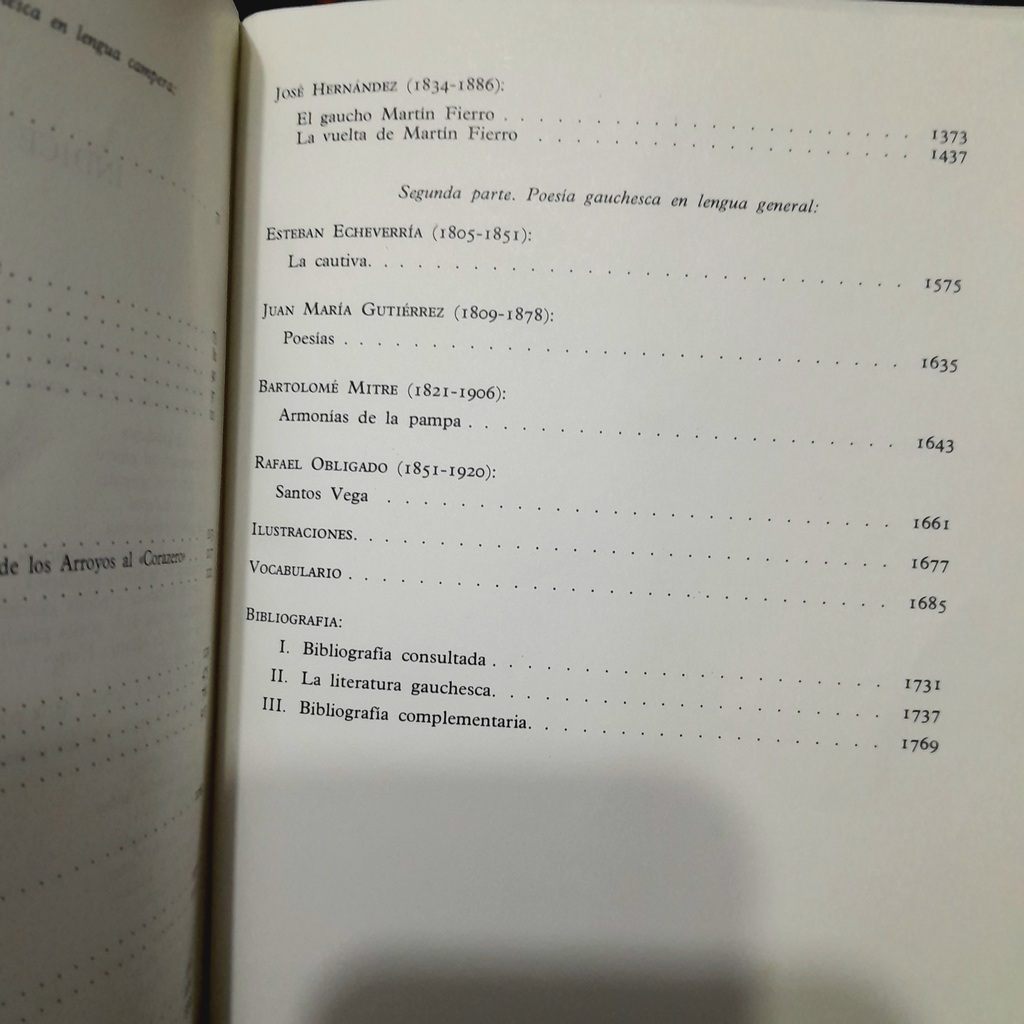 en lengua campera:
de los Arroyos al «Corazero»
José Hernández (1834-1886):
El gaucho Martín Fierro . . . . . . . . . . . . . . . . . . . . 1373
La vuelta de Martín Fierro . . . . . . . . . . . . . . . . . . 1437
Segunda parte. Poesía gauchesca en lengua general:
Esteban Echeverría (1805-1851):
La cautiva. . . . . . . . . . . . . . . . . . . . . . . . . . . 1575
Juan María Gutiérrez (1809-1878):
Poesías . . . . . . . . . . . . . . . . . . . . . . . . . . . . 1635
Bartolomé Mitre (1821-1906):
Armonías de la pampa . . . . . . . . . . . . . . . . . . . . . 1643
Rafael Obligado (1851-1920):
Santos Vega . . . . . . . . . . . . . . . . . . . . . . . . . . 1661
Ilustraciones. . . . . . . . . . . . . . . . . . . . . . . . . . 1677
Vocabulario . . . . . . . . . . . . . . . . . . . . . . . . . . 1685
Bibliografia:
I. Bibliografía consultada . . . . . . . . . . . . . . . . . . . 1731
II. La literatura gauchesca. . . . . . . . . . . . . . . . . . . 1737
III. Bibliografía complementaria. . . . . . . . . . . . . . . . . 1769